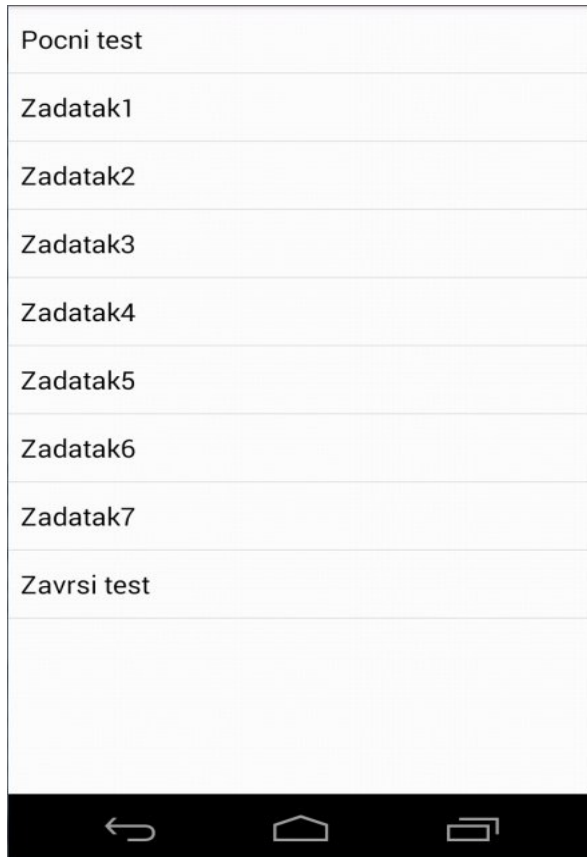 Pocni test
Zadatak1
Zadatak2
Zadatak3
Zadatak4
Zadatak5
Zadatak6
Zadatak7
Zavrsi test